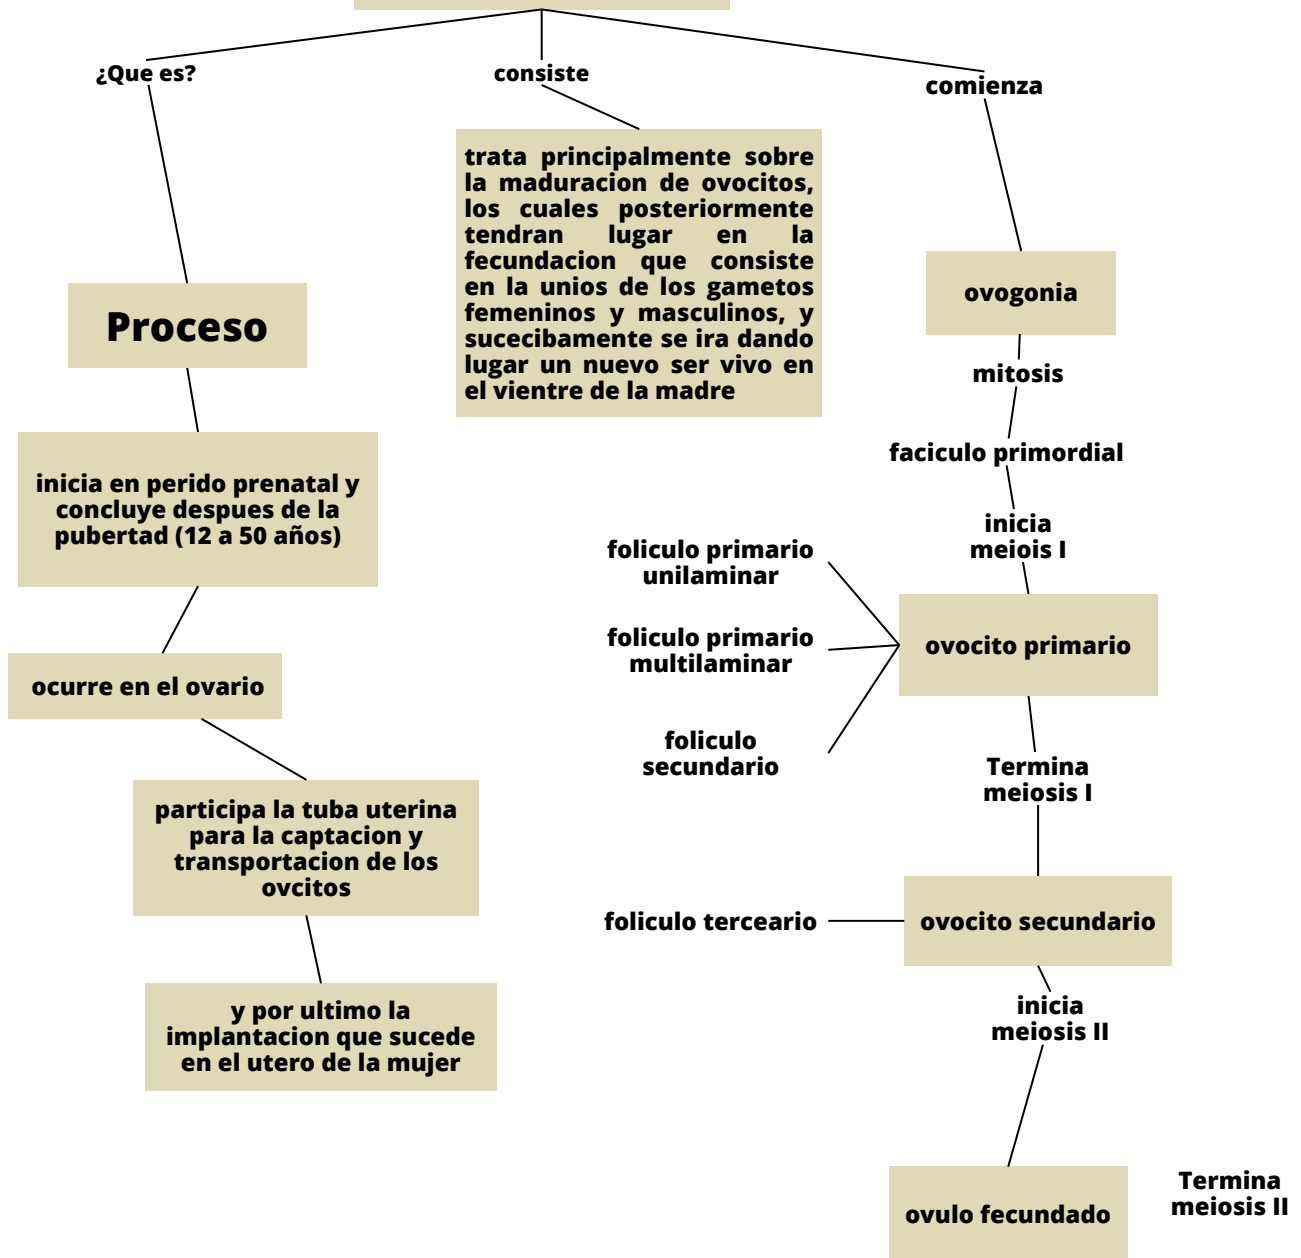 ¿Que es?
consiste
comienza
trata principalmente sobre
la maduracion de ovocitos,
los cuales posteriormente
tendran lugar en la
fecundacion que consiste
en la unios de los gametos
femeninos y masculinos, y
sucecibamente se ira dando
lugar un nuevo ser vivo en
el vientre de la madre
Proceso
inicia en perido prenatal y
concluye despues de la
pubertad (12 a 50 años)
ocurre en el ovario
participa la tuba uterina
para la captacion y
transportacion de los
ovcitos
y por ultimo la
implantacion que sucede
en el utero de la mujer
ovogonia
mitosis
faciculo primordial
inicia
meiois I
foliculo primario
unilaminar
foliculo primario
multilaminar
foliculo
secundario
ovocito primario
Termina
meiosis I
foliculo terceario
ovocito secundario
inicia
meiosis II
ovulo fecundado
Termina
meiosis II